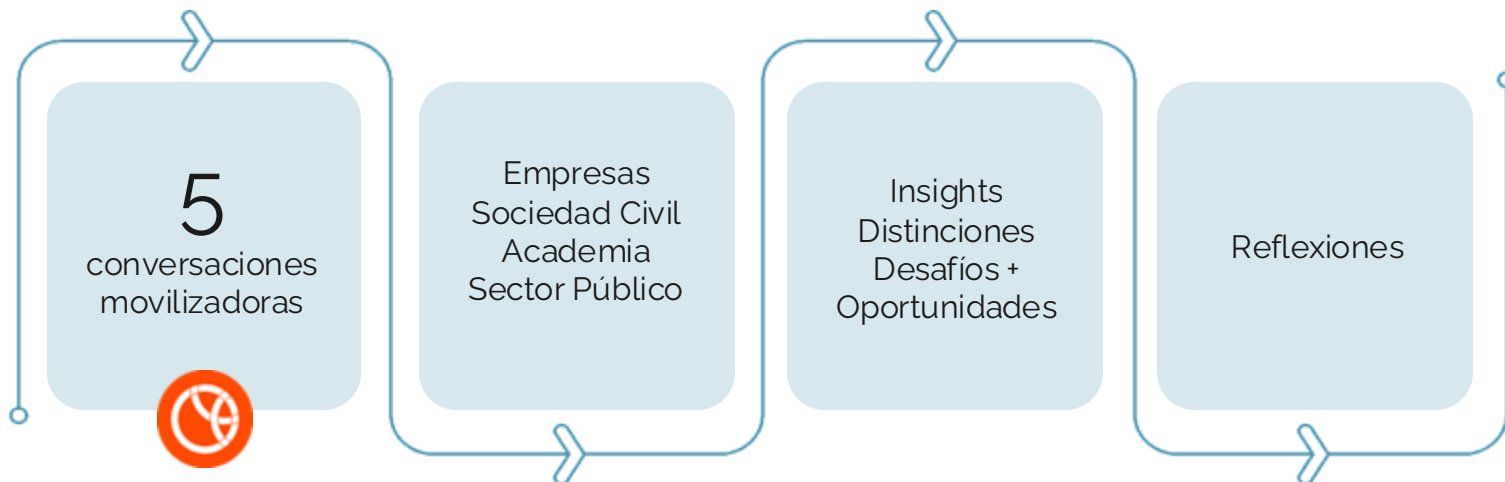 5
conversaciones
movilizadoras
Empresas
Sociedad Civil
Academia
Sector Público
Insights
Distinciones
Desafíos +
Oportunidades
Reflexiones